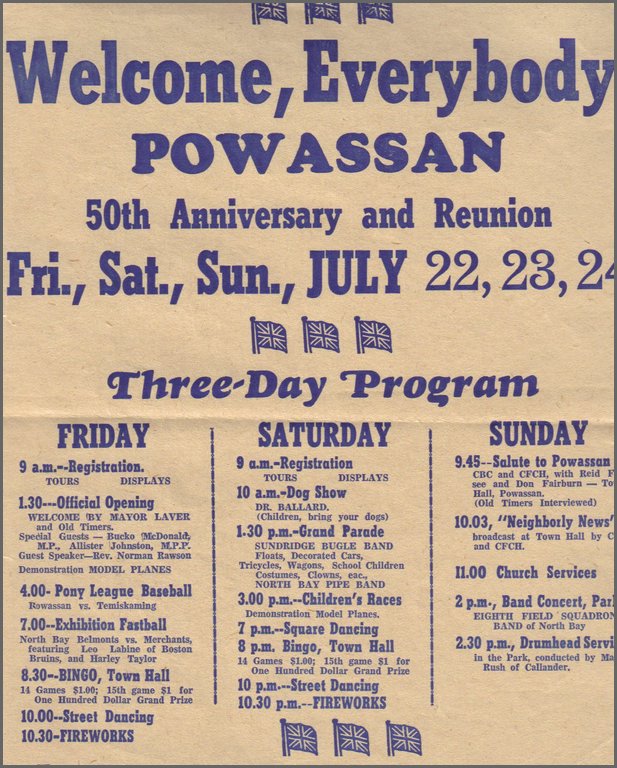 Welcome, Everybody
POWASSAN
50th Anniversary and Reunion
Fri., Sat., Sun., JULY 22, 23, 24
Three-Day Program
FRIDAY
9 a.m.--Registration.
TOURS DISPLAYS
1.30---Official Opening
WELCOME BY MAYOR LAVER
and Old Timers.
Special Guests — Bucko McDonald,
M.P., Allister Johnston, M.P.P.
Guest Speaker—Rev. Norman Rawson
Demonstration MODEL PLANES
4.00- Pony League Baseball
Rowassan vs. Temiskaming
7.00--Exhibition Fastball
North Bay Belmonts vs. Merchants,
featuring Leo Labine of Boston
Bruins, and Harley Taylor
8.30-BINGO, Town Hall
14 Games $1.00; 15th game $1 for
One Hundred Dollar Grand Prize
10.00--Street Dancing
10.30-FIREWORKS
SATURDAY
9 a.m-Registration
TOURS DISPLAYS
10 a.m-Dog Show
DR. BALLARD.
(Children, bring your dogs)
1.30 p.m-Grand Parade
SUNDRIDGE BUGLE BAND
Floats, Decorated Cars,
Tricycles, Wagons, School Children
Costumes, Clowns, eac.,
NORTH BAY PIPE BAND
3.00 p.m.--Children's Races
Demonstration Model Planes.
7 p.m.--Square Dancing
8 p.m. Bingo, Town Hall
14 Games $1.00; 15th game $1 for
One Hundred Dollar Grand Prize
10 p.m.--Street Dancing
10.30 p.m.--FIREWORKS
SUNDAY
9.45--Salute to Powassan
CBC and CFCH, with Reid F
see and Don Fairburn — To
Hall, Powassan.
(Old Timers Interviewed)
10.03, "Neighborly News"
broadcast at Town Hall by C
and CFCH.
11.00 Church Services
2 p.m., Band Concert, Par
EIGHTH FIELD SQUADRON
BAND of North Bay
2.30 p.m., Drumhead Servi
in the Park, conducted by Ma
Rush of Callander.